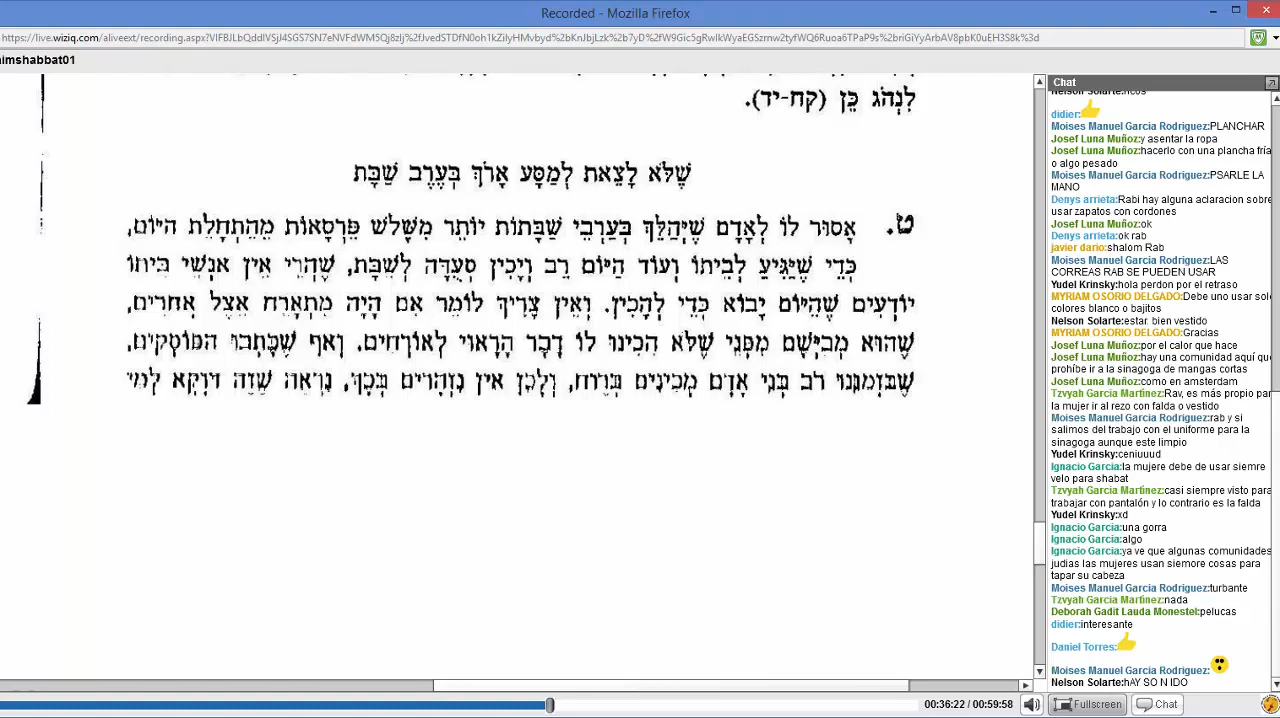 Recorded - Mozilla Firefox
imshabbat01
לִנְהֹג כֵּן (קח-יד).
שֶׁלֹּא לָצֵאת לְמַסָּע אָרֹךְ בְּעֶרֶב שַׁבָּת
ט. אָסוּר לוֹ לְאָדָם שֶׁיְּהַלֵּךְ בְּעַרְבֵי שַׁבָּתוֹת יוֹתֵר מִשָּׁלֹשׁ פַּרְסָאוֹת מֵהַתְחָלַת הַיּוֹם,
כְּדֵי שֶׁיַּגִּיעַ לְבֵיתוֹ וְעוֹד הַיּוֹם רַב וְיָכִין סְעֻדָּה לְשַׁבָּת, שֶׁהֲרֵי אֵין אַנְשֵׁי בֵּיתוֹ
יוֹדְעִים שֶׁהַיּוֹם יָבוֹא כְּדֵי לְהָכִין. וְאֵין צָרִיךְ לוֹמַר אִם הָיָה מִתְאָרֵחַ אֵצֶל אֲחֵרִים,
שֶׁהוּא מְבַיְּשָׁם מִפְּנֵי שֶׁלֹּא הֵכִינוּ לוֹ דָּבָר הָרָאוּי לְאוֹרְחִים. וְאַף שֶׁכָּתְבוּ הַפּוֹסְקִים,
שֶׁבִּזְמַנֵּנוּ רֹב בְּנֵי אָדָם מְכִינִים בְּרֶוַח, וְלָכֵן אֵין נִזְהָרִים בְּכָךְ, נִרְאֶה שֶׁזֶּה דַּוְקָא לְמִי
Chat
Nelson Solarte:ricos
didier:
Moises Manuel Garcia Rodriguez:PLANCHAR
Josef Luna Muñoz:y asentar la ropa
Josef Luna Muñoz:hacerlo con una plancha fría
o algo pesado
Moises Manuel Garcia Rodriguez:PSARLE LA
MANO
Denys arrieta:Rabi hay alguna aclaracion sobre
usar zapatos con cordones
Josef Luna Muñoz:ok
Denys arrieta:ok rab
javier dario:shalom Rab
Moises Manuel Garcia Rodriguez:LAS
CORREAS RAB SE PUEDEN USAR
Yudel Krinsky:hola perdon por el retraso
MYRIAM OSORIO DELGADO:Debe uno usar solo
colores blanco o bajitos
Nelson Solarte:estar bien vestido
MYRIAM OSORIO DELGADO:Gracias
Josef Luna Muñoz:por el calor que hace
Josef Luna Muñoz:hay una comunidad aquí que
prohíbe ir a la sinagoga de mangas cortas
Josef Luna Muñoz:como en amsterdam
Tzvyah Garcia Martinez:Rav, es más propio par
la mujer ir al rezo con falda o vestido
Moises Manuel Garcia Rodriguez:rab y si
salimos del trabajo con el uniforme para la
sinagoga aunque este limpio
Yudel Krinsky:ceniuuud
Ignacio Garcia:la mujere debe de usar siemre
velo para shabat
Tzvyah Garcia Martinez:casi siempre visto para
trabajar con pantalón y lo contrario es la falda
Yudel Krinsky:xd
Ignacio Garcia:una gorra
Ignacio Garcia:algo
Ignacio Garcia:ya ve que algunas comunidades
judias las mujeres usan siemore cosas para
tapar su cabeza
Moises Manuel Garcia Rodriguez:turbante
Tzvyah Garcia Martinez:nada
Deborah Gadit Lauda Monestel:pelucas
didier:interesante
Daniel Torres:
Moises Manuel Garcia Rodriguez:
Nelson Solarte:hAY SO N IDO
00:36:22 / 00:59:58
Fullscreen
Chat